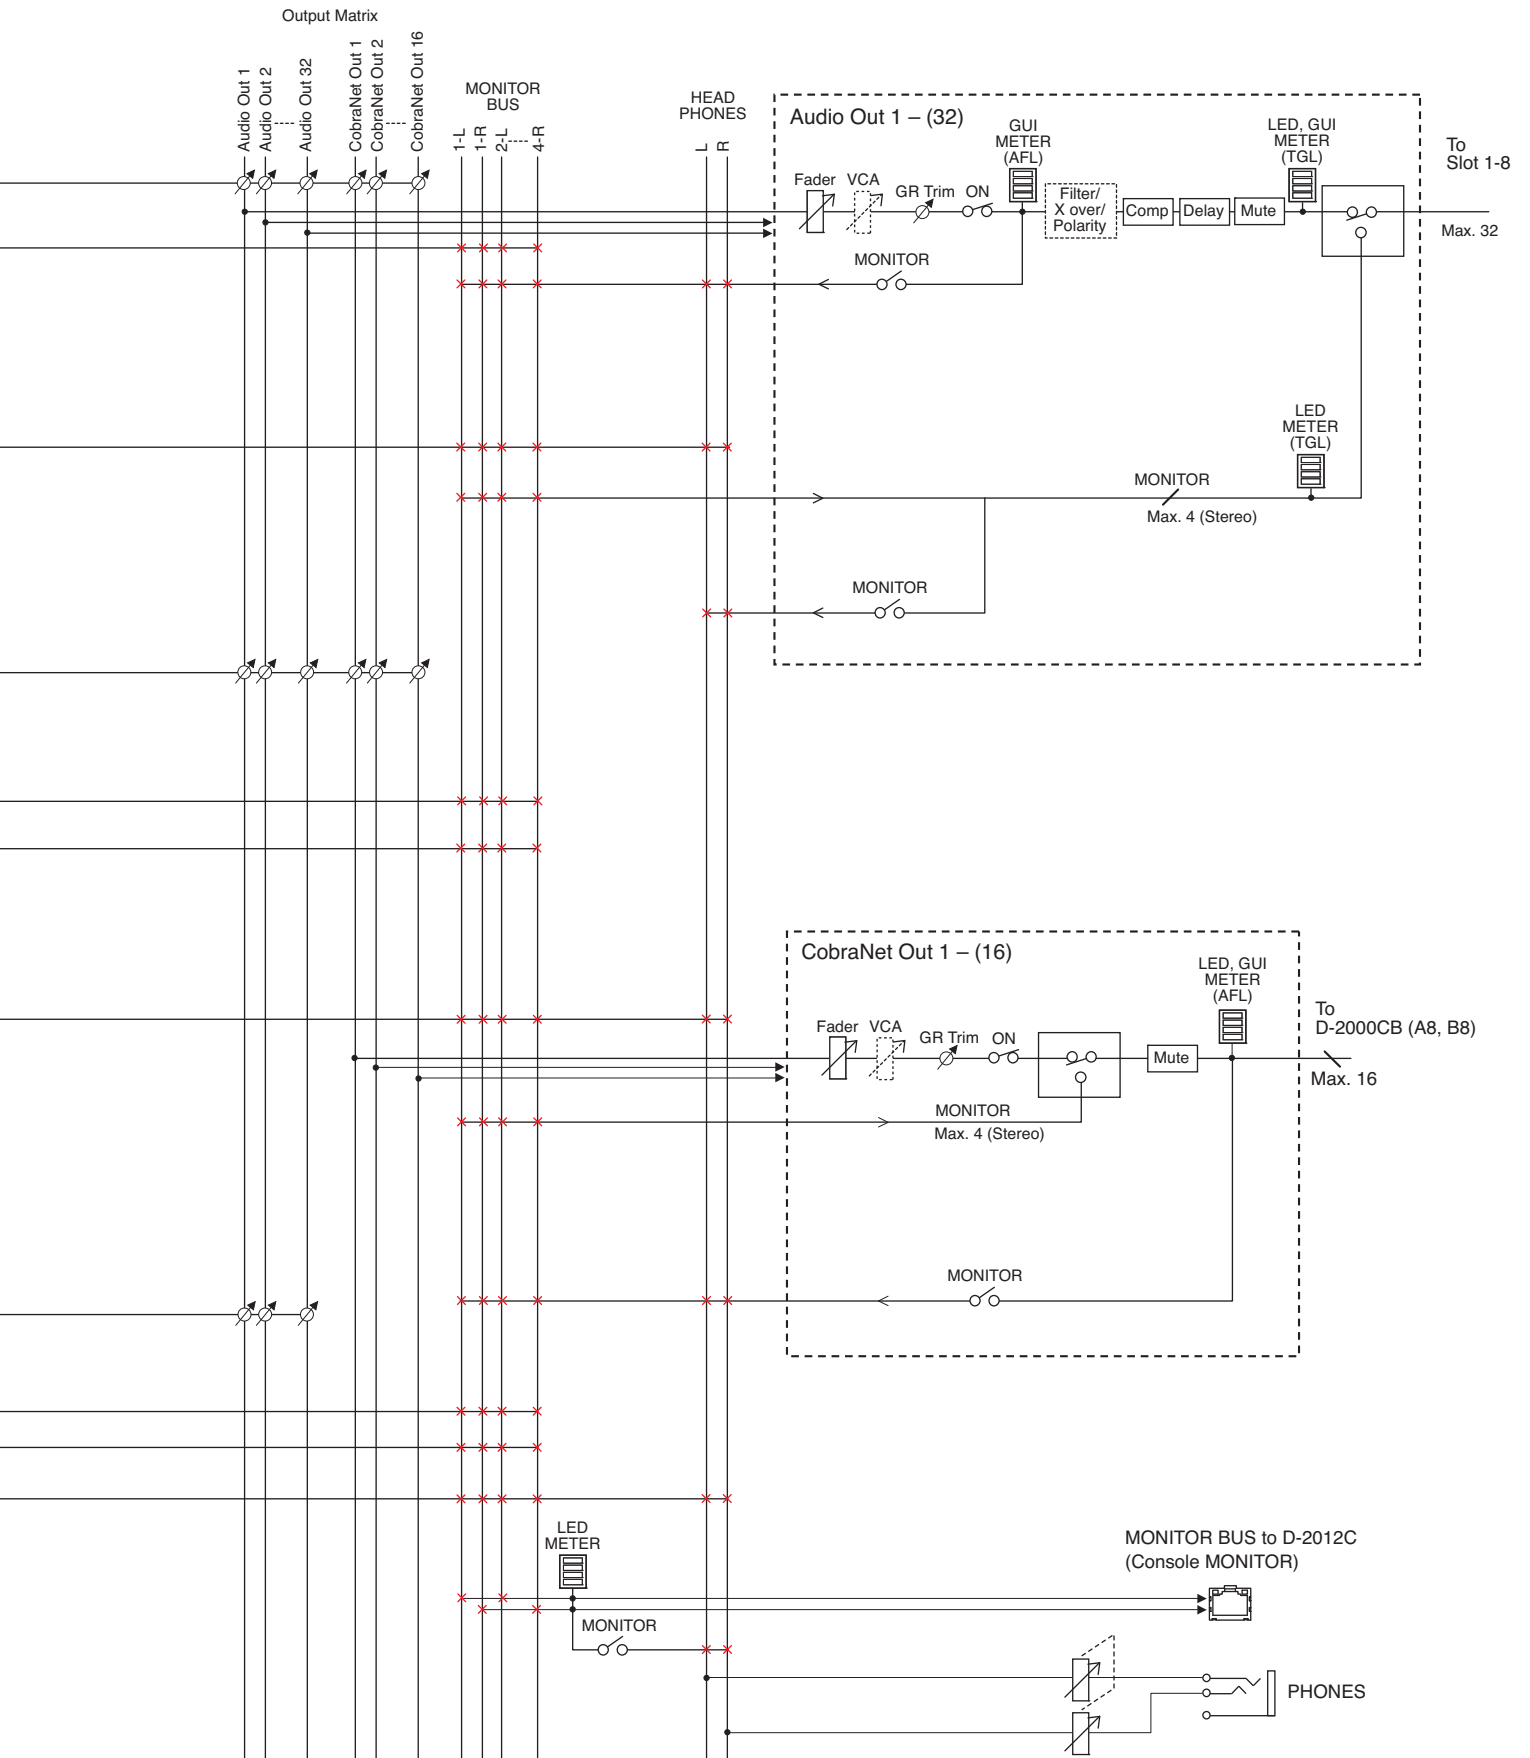 Output Matrix
Audio Out 1
Audio Out 2
Audio Out 32
CobraNet Out 1
CobraNet Out 2
CobraNet Out 16
MONITOR
BUS
1-L
1-R
2-L
4-R
HEAD
PHONES
L
R
Audio Out 1 – (32)
GUI
METER
(AFL)
LED, GUI
METER
(TGL)
To
Slot 1-8
Fader
VCA
GR Trim
ON
Filter/
X over/
Polarity
Comp
Delay
Mute
Max. 32
MONITOR
LED
METER
(TGL)
MONITOR
Max. 4 (Stereo)
MONITOR
CobraNet Out 1 – (16)
LED, GUI
METER
(AFL)
To
D-2000CB (A8, B8)
Fader
VCA
GR Trim
ON
Mute
Max. 16
MONITOR
Max. 4 (Stereo)
MONITOR
LED
METER
MONITOR BUS to D-2012C
(Console MONITOR)
MONITOR
PHONES